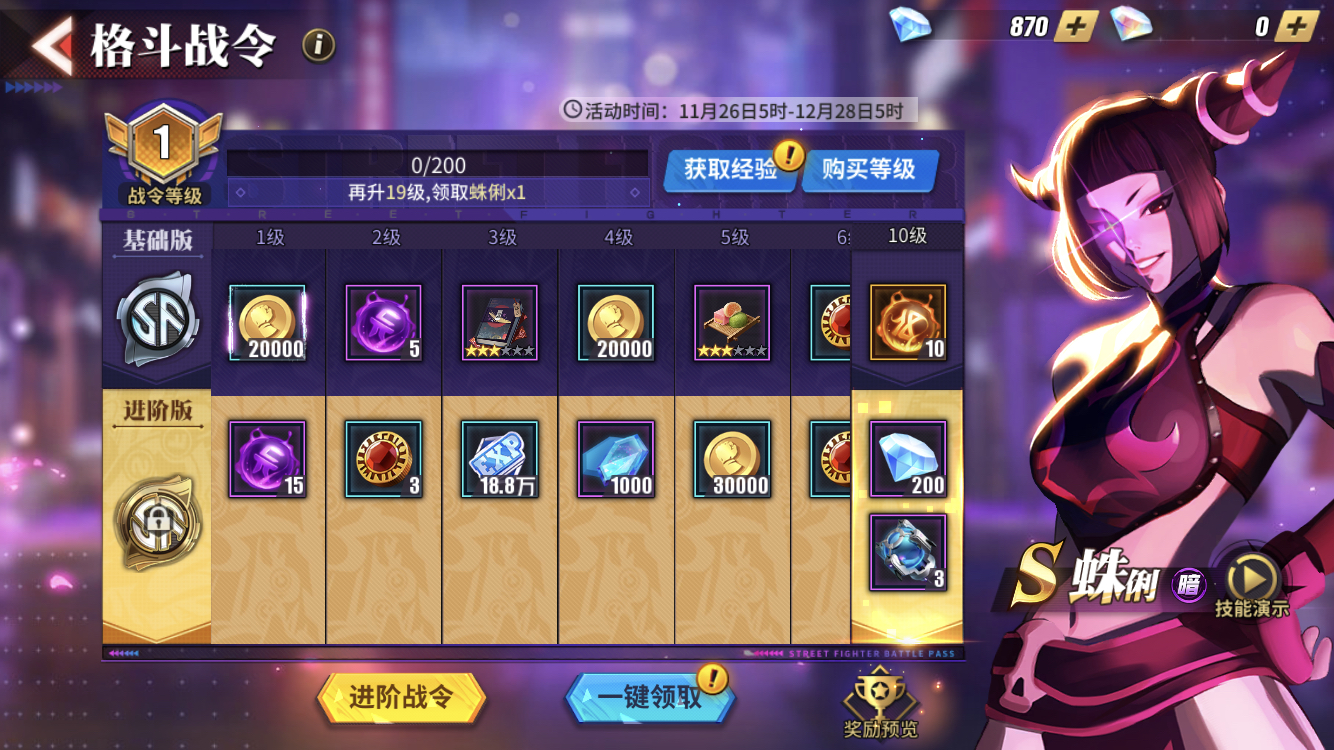 格斗战令
i
870
0
活动时间：11月26日5时-12月28日5时
1
战令等级
0/200
再升19级,领取蛛俐x1
获取经验
购买等级
基础版
1级
2级
3级
4级
5级
6级
10级
20000
5
20000
10
进阶版
15
3
18.8万
1000
30000
200
3
EXP
S 蛛俐 暗
技能演示
STREET FIGHTER BATTLE PASS
进阶战令
一键领取
奖励预览